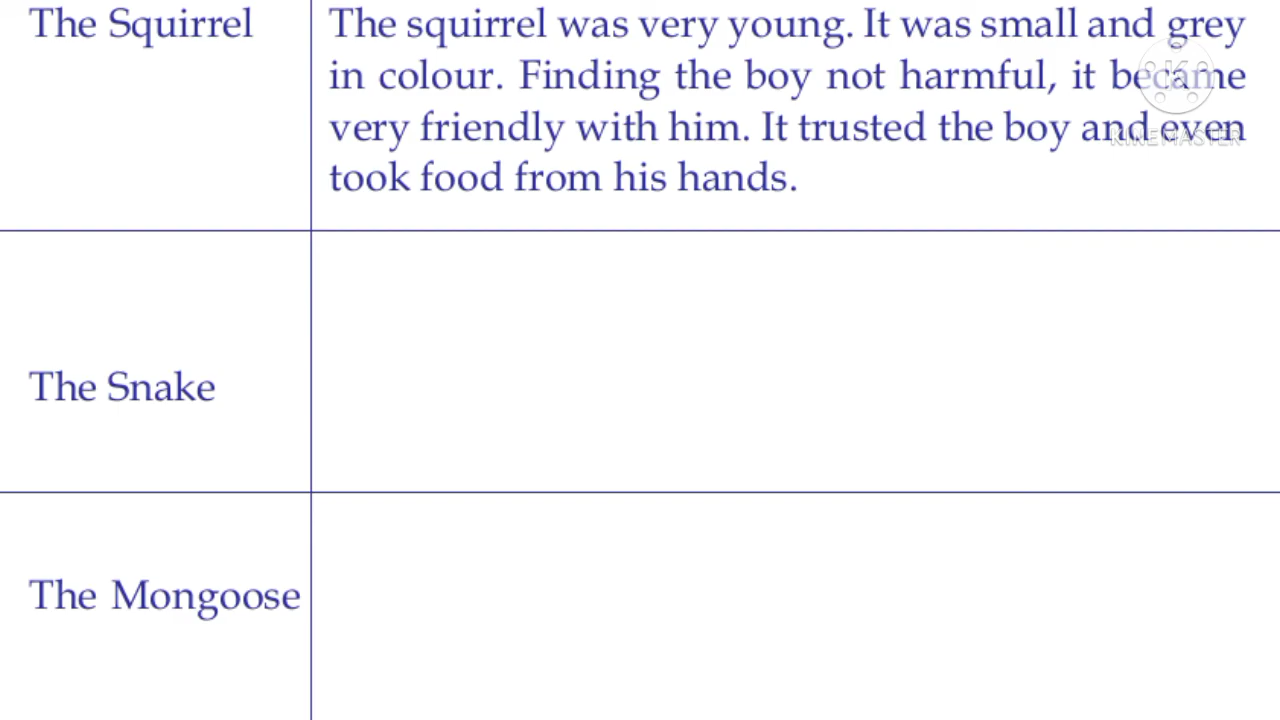 The Squirrel
The squirrel was very young. It was small and grey
in colour. Finding the boy not harmful, it became
very friendly with him. It trusted the boy and even
took food from his hands.
KINEMASTER
The Snake
The Mongoose